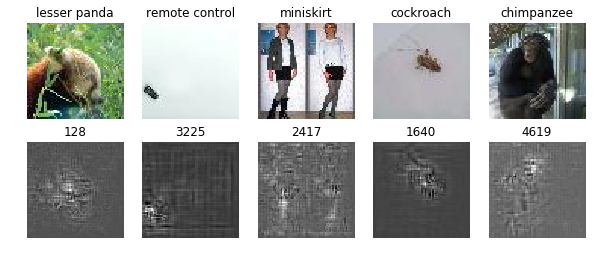 lesser panda remote control miniskirt cockroach chimpanzee
128 3225 2417 1640 4619